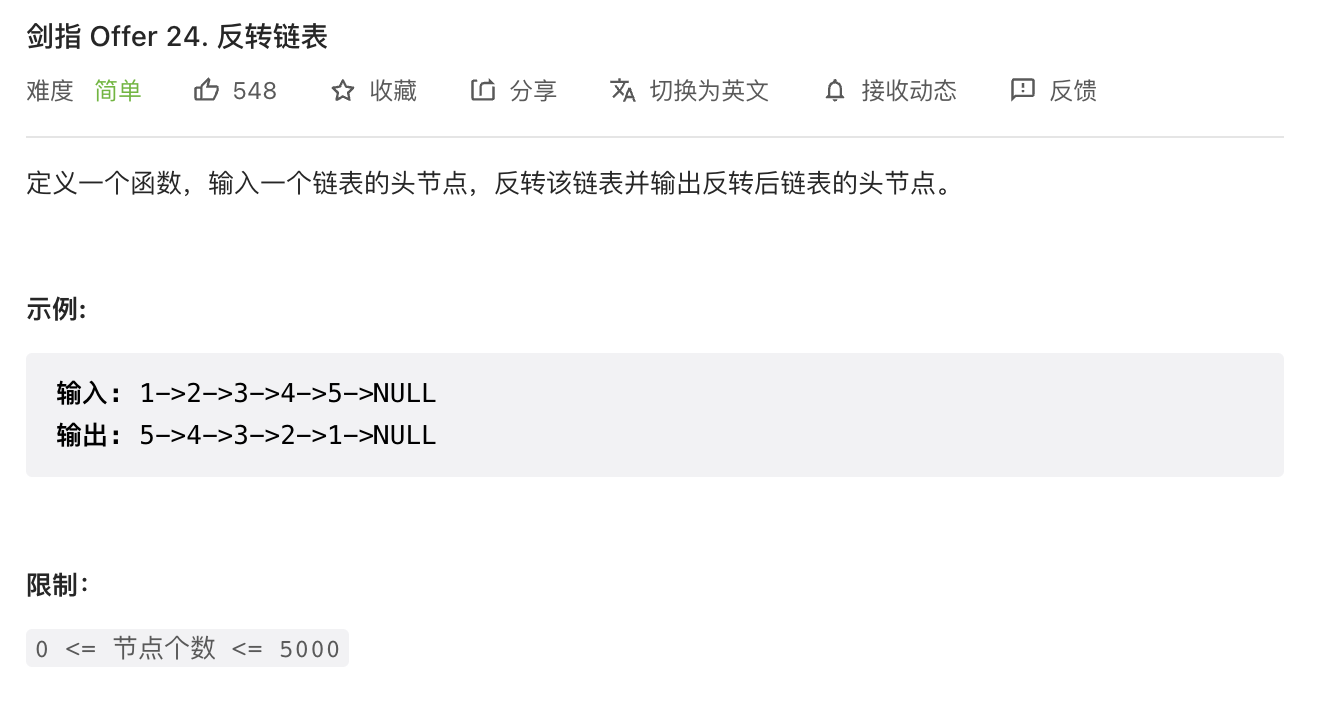 剑指 Offer 24. 反转链表
难度 简单 548 收藏 分享 切换为英文 接收动态 反馈
定义一个函数，输入一个链表的头节点，反转该链表并输出反转后链表的头节点。
示例:
输入: 1->2->3->4->5->NULL
输出: 5->4->3->2->1->NULL
限制：
0 <= 节点个数 <= 5000